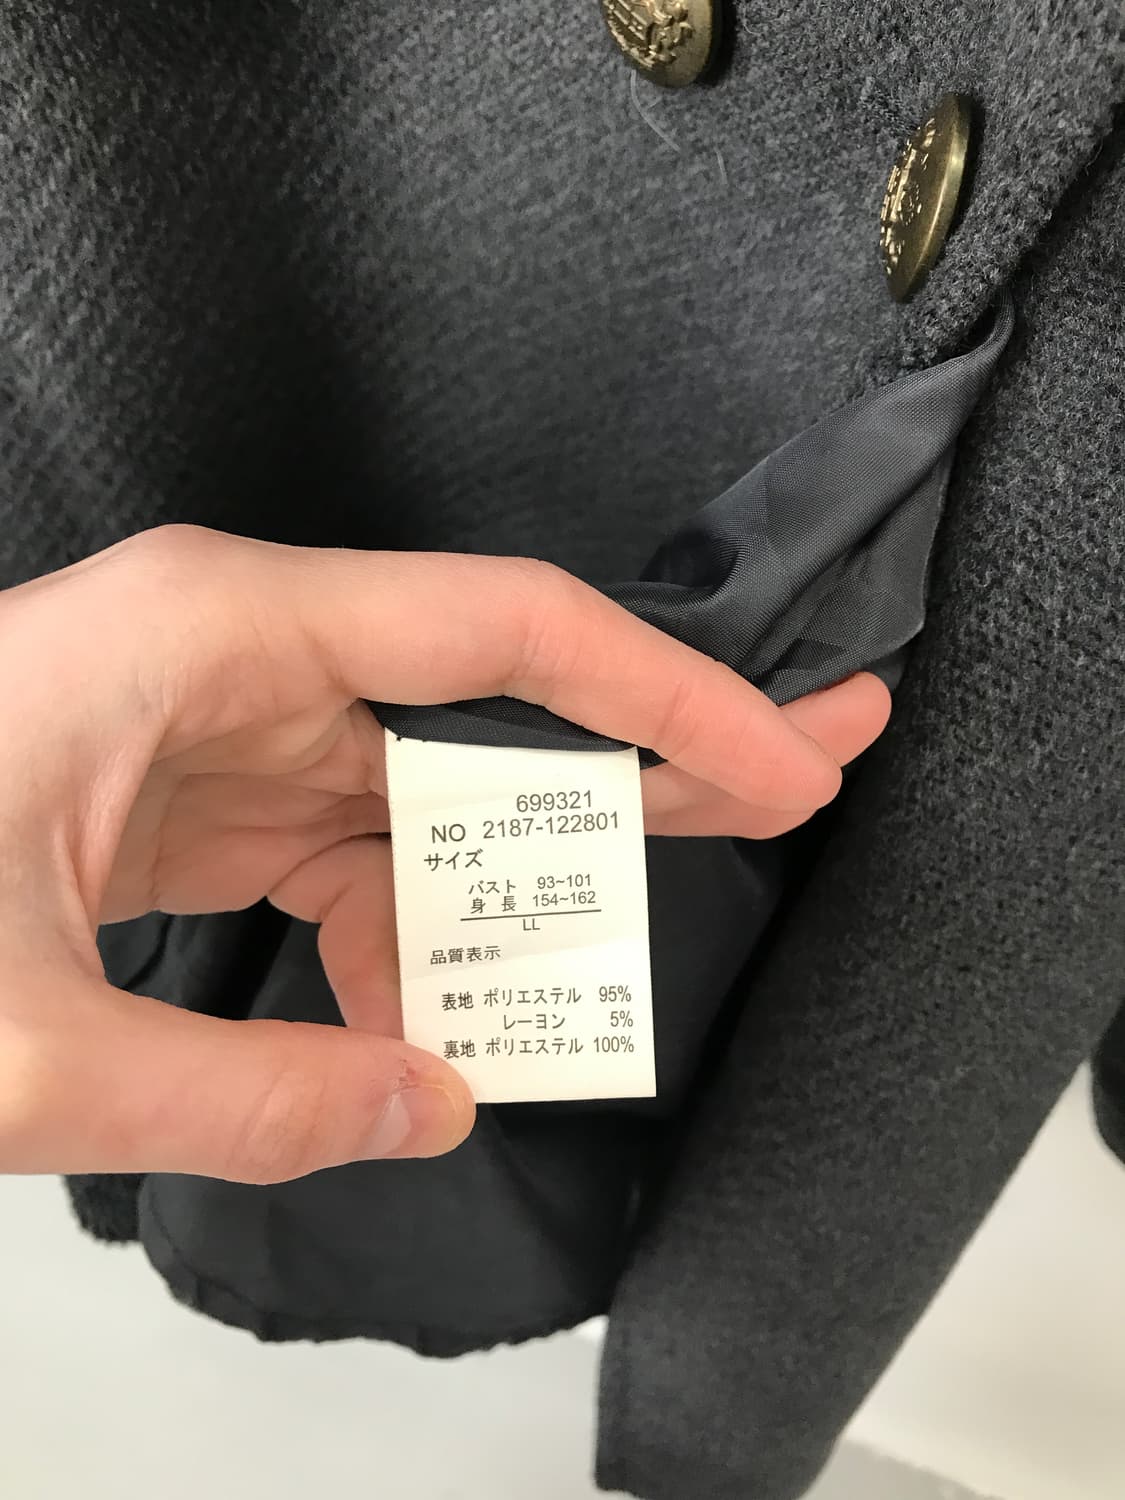 699321
NO 2187-122801
サイズ
バスト 93~101
身 長 154~162
LL
品質表示
表地 ポリエステル 95%
レーヨン 5%
裏地 ポリエステル 100%